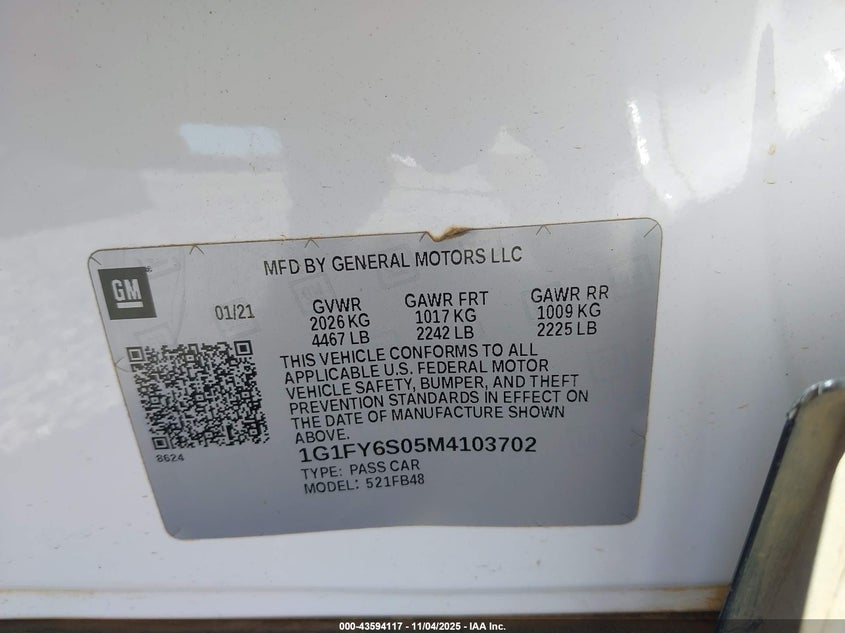 MFD BY GENERAL MOTORS LLC
GM
01/21
GVWR
2026 KG
4467 LB
GAWR FRT
1017 KG
2242 LB
GAWR RR
1009 KG
2225 LB
THIS VEHICLE CONFORMS TO ALL
APPLICABLE U.S. FEDERAL MOTOR
VEHICLE SAFETY, BUMPER, AND THEFT
PREVENTION STANDARDS IN EFFECT ON
THE DATE OF MANUFACTURE SHOWN
ABOVE.
8624
1G1FY6S05M4103702
TYPE: PASS CAR
MODEL: 521FB48
000-43594117 - 11/04/2025 - IAA Inc.